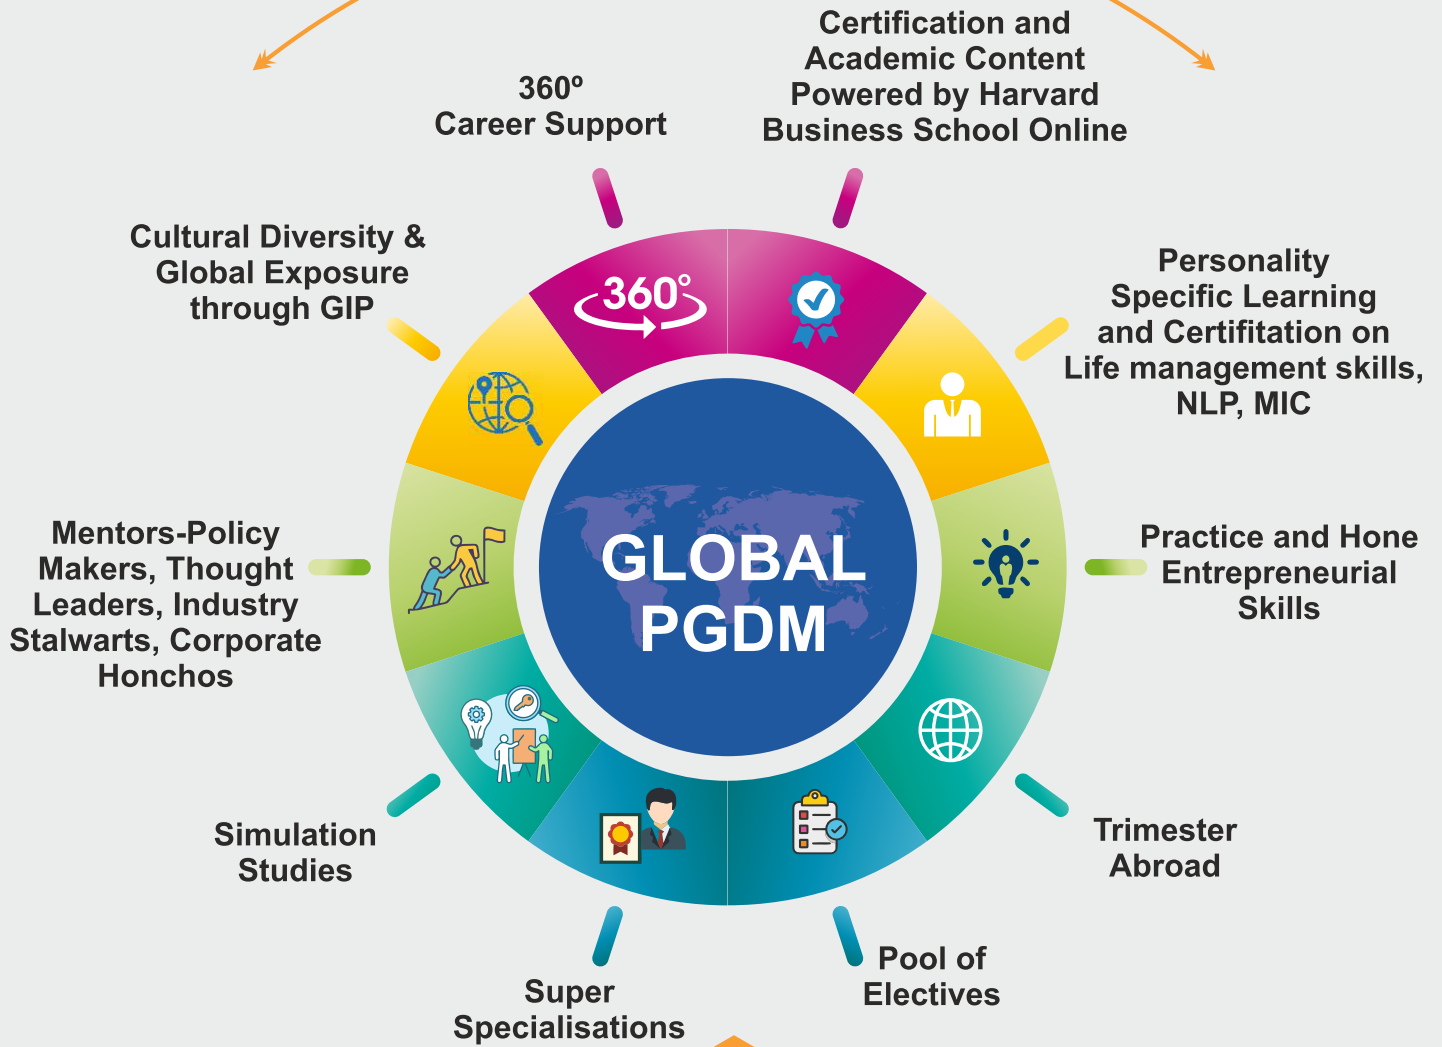 Certification and
Academic Content
Powered by Harvard
Business School Online
360º
Career Support
Cultural Diversity &
Global Exposure
through GIP
Personality
Specific Learning
and Certifitation on
Life management skills,
NLP, MIC
360°
Mentors-Policy
Makers, Thought
Leaders, Industry
Stalwarts, Corporate
Honchos
GLOBAL
PGDM
Practice and Hone
Entrepreneurial
Skills
Simulation
Studies
Trimester
Abroad
Super
Specialisations
Pool of
Electives